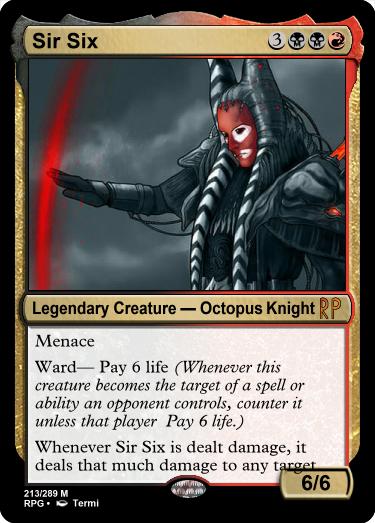 Sir Six 3
Legendary Creature — Octopus Knight RP
Menace
Ward— Pay 6 life (Whenever this
creature becomes the target of a spell or
ability an opponent controls, counter it
unless that player Pay 6 life.)
Whenever Sir Six is dealt damage, it
deals that much damage to any target
6/6
213/289 M
RPG • Termi